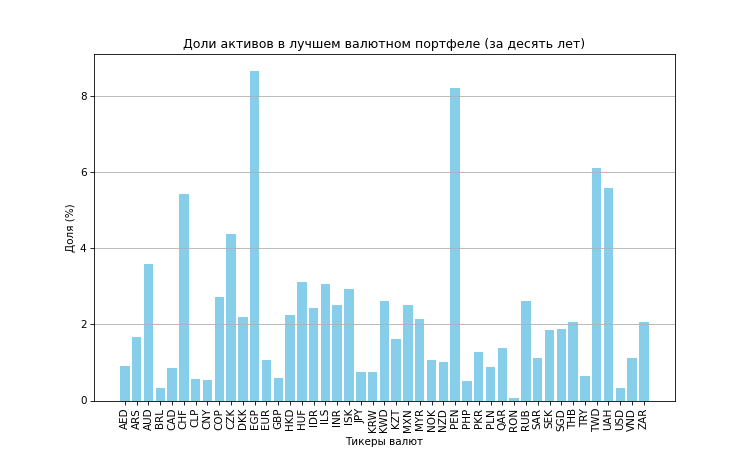 Доли активов в лучшем валютном портфеле (за десять лет)
Доля (%)
8
6
4
2
0
AED ARS AUD BRL CAD CHF CLP CNY COP CZK DKK EGP EUR GBP HKD HUF IDR ILS INR ISK JPY KRW KWD KZT MXN MYR NOK NZD PEN PHP PKR PLN QAR RON RUB SAR SEK SGD THB TRY TWD UAH USD VND ZAR
Тикеры валют